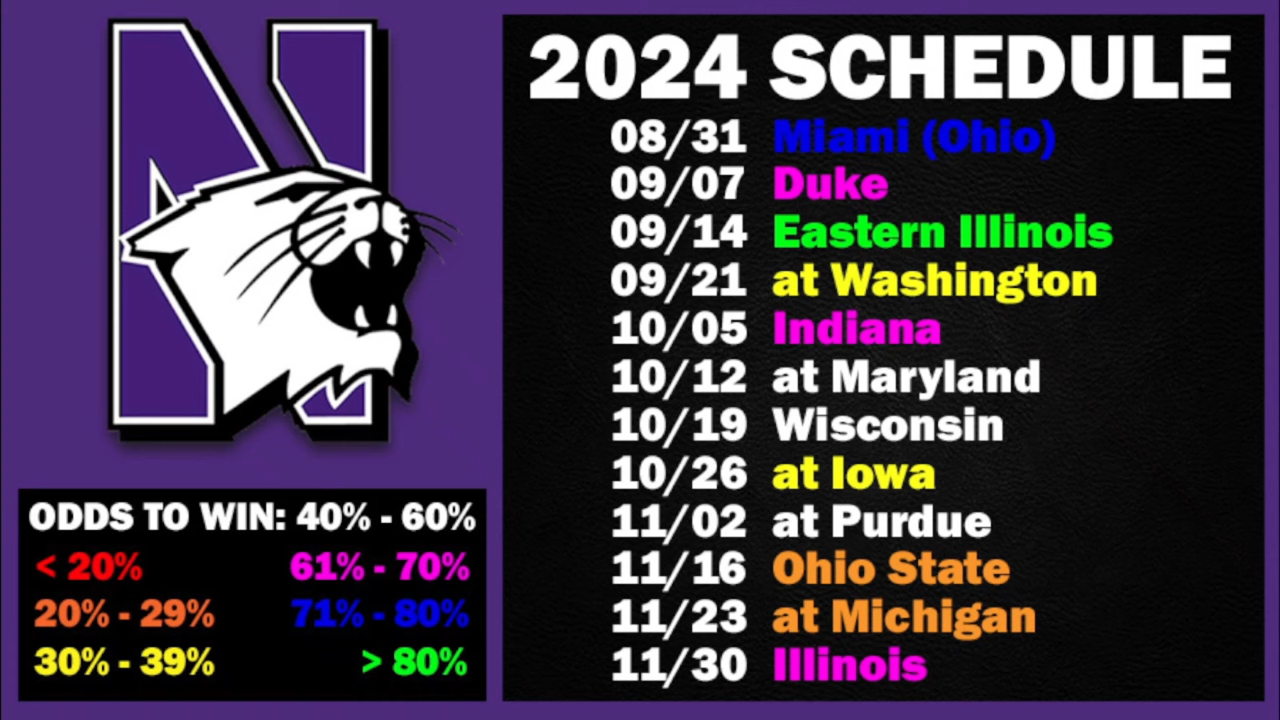 2024 SCHEDULE
08/31 Miami (Ohio)
09/07 Duke
09/14 Eastern Illinois
09/21 at Washington
10/05 Indiana
10/12 at Maryland
10/19 Wisconsin
10/26 at Iowa
11/02 at Purdue
11/16 Ohio State
11/23 at Michigan
11/30 Illinois
N
ODDS TO WIN: 40% - 60%
< 20% 61% - 70%
20% - 29% 71% - 80%
30% - 39% > 80%